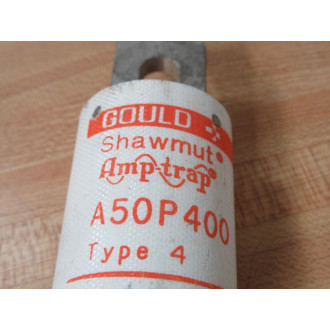 GOULD
Shawmut®
Amp-trap®
A50P400
Type 4